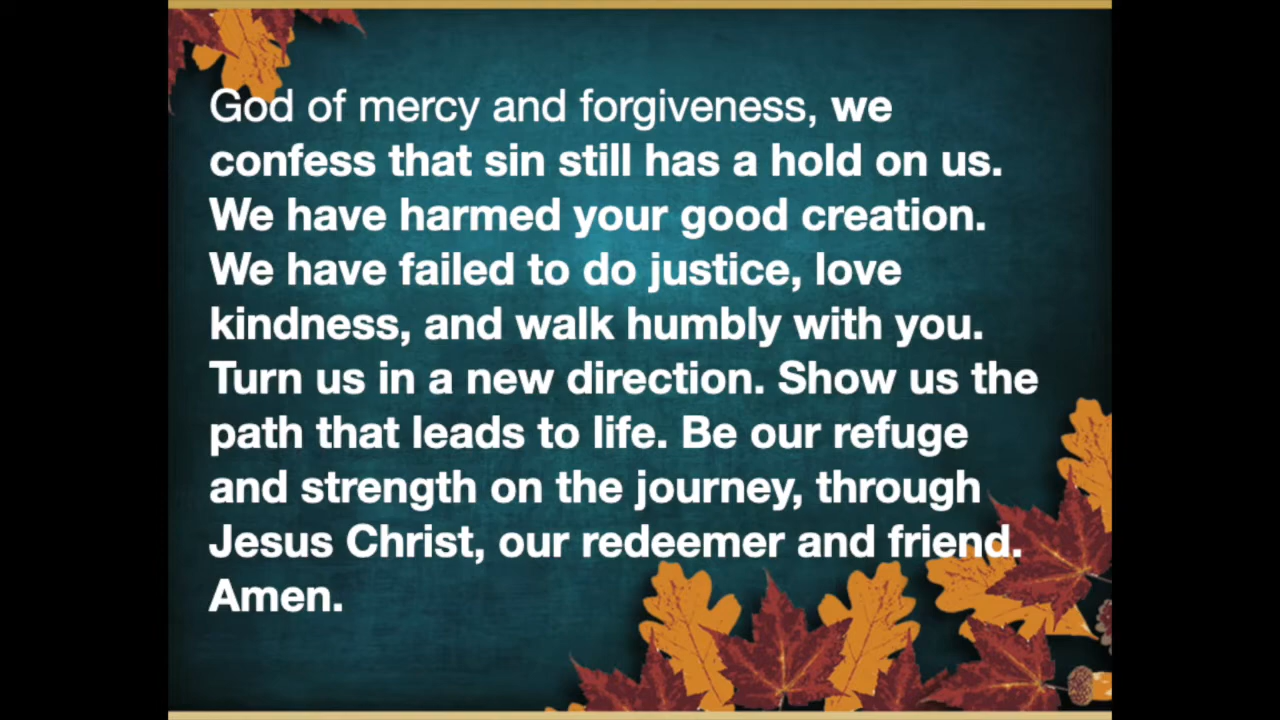 God of mercy and forgiveness, we
confess that sin still has a hold on us.
We have harmed your good creation.
We have failed to do justice, love
kindness, and walk humbly with you.
Turn us in a new direction. Show us the
path that leads to life. Be our refuge
and strength on the journey, through
Jesus Christ, our redeemer and friend.
Amen.